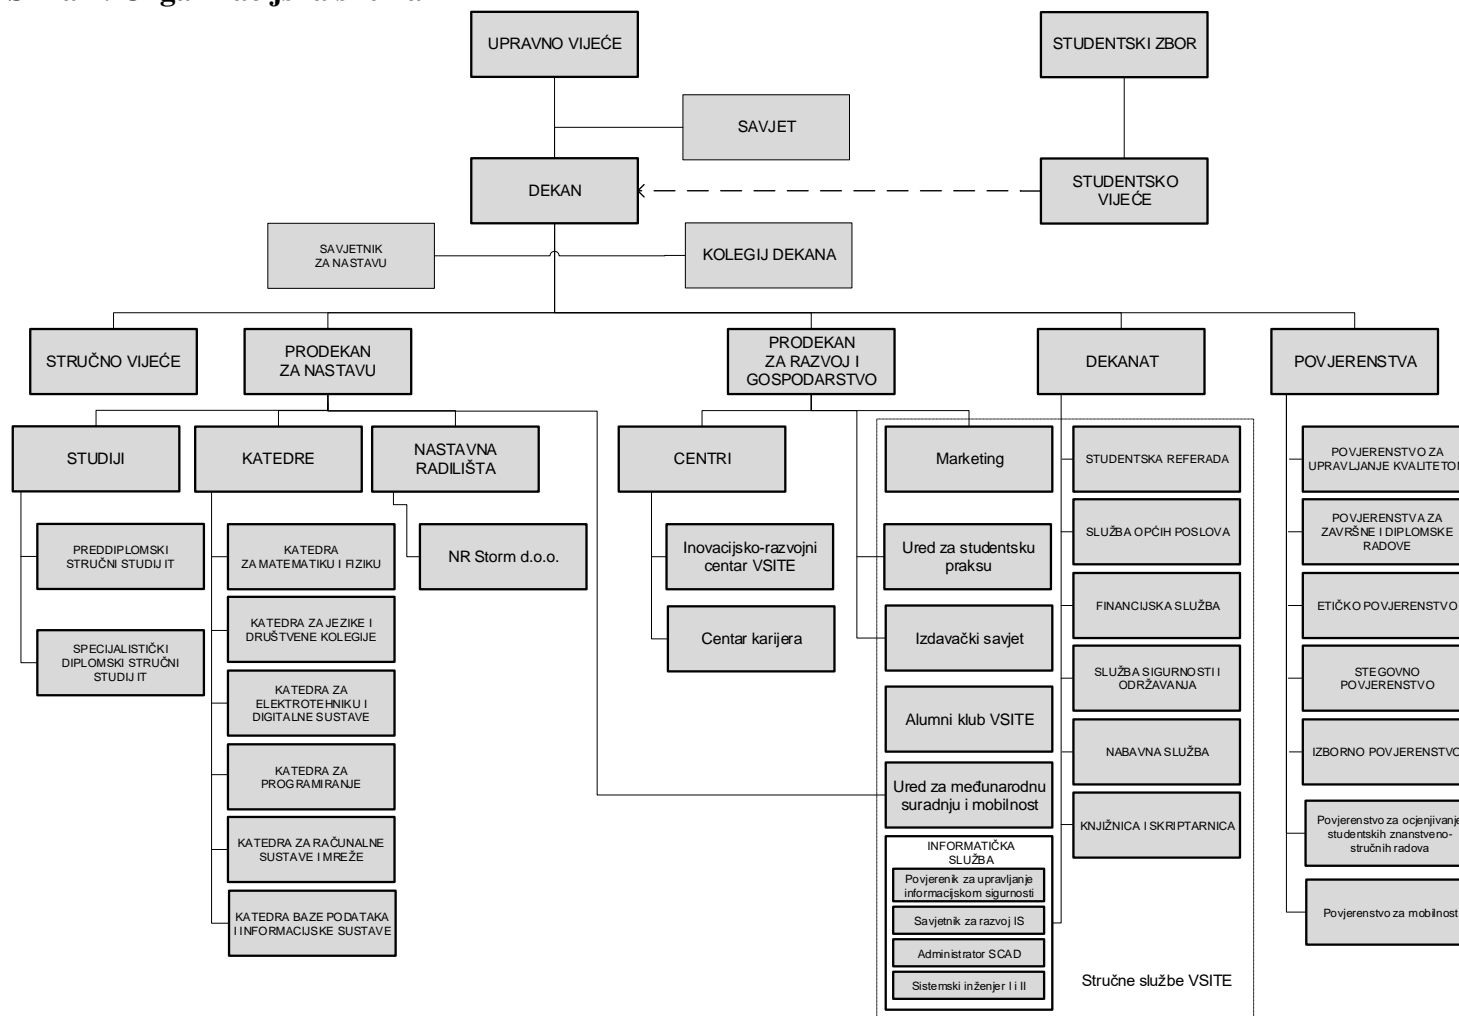 UPRAVNO VIJEĆE
STUDENTSKI ZBOR
SAVJET
DEKAN
STUDENTSKO
VIJEĆE
SAVJETNIK
ZA NASTAVU
KOLEGIJ DEKANA
STRUČNO VIJEĆE
PRODEKAN
ZA NASTAVU
PRODEKAN
ZA RAZVOJ I
GOSPODARSTVO
DEKANAT
POVJERENSTVA
STUDIJI
KATEDRE
NASTAVNA
RADILIŠTA
CENTRI
Marketing
STUDENTSKA REFERADA
POVJERENSTVO ZA
UPRAVLJANJE KVALITETOM
PREDDIPLOMSKI
STRUČNI STUDIJ IT
KATEDRA
ZA MATEMATIKU I FIZIKU
NR Storm d.o.o.
Inovacijsko-razvojni
centar VSITE
Ured za studentsku
praksu
SLUŽBA OPĆIH POSLOVA
POVJERENSTVA ZA
ZAVRŠNE I DIPLOMSKE
RADOVE
SPECIJALISTIČKI
DIPLOMSKI STRUČNI
STUDIJ IT
KATEDRA ZA JEZIKE I
DRUŠTVENE KOLEGIJE
Centar karijera
Izdavački savjet
FINANCIJSKA SLUŽBA
ETIČKO POVJERENSTVO
KATEDRA ZA
ELEKTROTEHNIKU I
DIGITALNE SUSTAVE
Alumni klub VSITE
SLUŽBA SIGURNOSTI I
ODRŽAVANJA
STEGOVNO
POVJERENSTVO
KATEDRA ZA
PROGRAMIRANJE
Ured za međunarodnu
suradnju i mobilnost
NABAVNA SLUŽBA
IZBORNO POVJERENSTVO
KATEDRA ZA RAČUNALNE
SUSTAVE I MREŽE
KNJIŽNICA I SKRIPTARNICA
Povjerenstvo za ocjenjivanje
studentskih znanstveno-
stručnih radova
KATEDRA BAZE PODATAKA
I INFORMACIJSKE SUSTAVE
INFORMATIČKA
SLUŽBA
Povjerenik za upravljanje
informacijskom sigurnosti
Savjetnik za razvoj IS
Administrator SCAD
Sistemski inženjer I i II
Povjerenstvo za mobilnost
Stručne službe VSITE